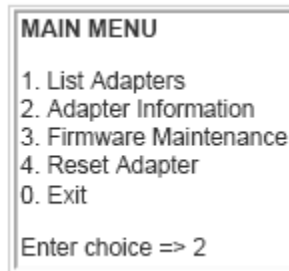 MAIN MENU
1. List Adapters
2. Adapter Information
3. Firmware Maintenance
4. Reset Adapter
0. Exit
Enter choice => 2